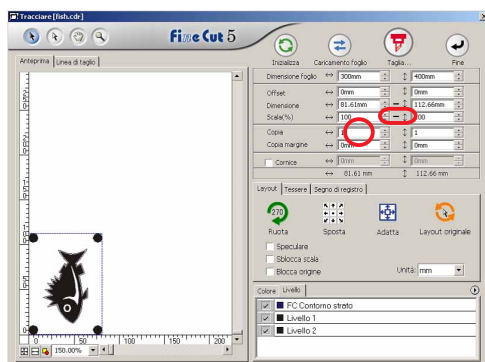 Tracciare [fish.cdr]
FineCut 5
Inizializza Caricamento foglio Taglia... Fine
Anteprima Linea di taglio
Dimensione foglio 300mm 400mm
Offset 0mm 0mm
Dimensione 81.61mm 112.66mm
Scala(%) 100 100
Copia 1 1
Copia margine 0mm 0mm
Cornice 0mm 0mm
81.61 mm 112.66 mm
Layout Tessere Segno di registro
270
Ruota Sposta Adatta Layout originale
Speculare
Sblocca scala
Blocca origine Unità: mm
Colore Livello
FC Contorno strato
Livello 1
Livello 2
0 50 100 150 200
150.00%